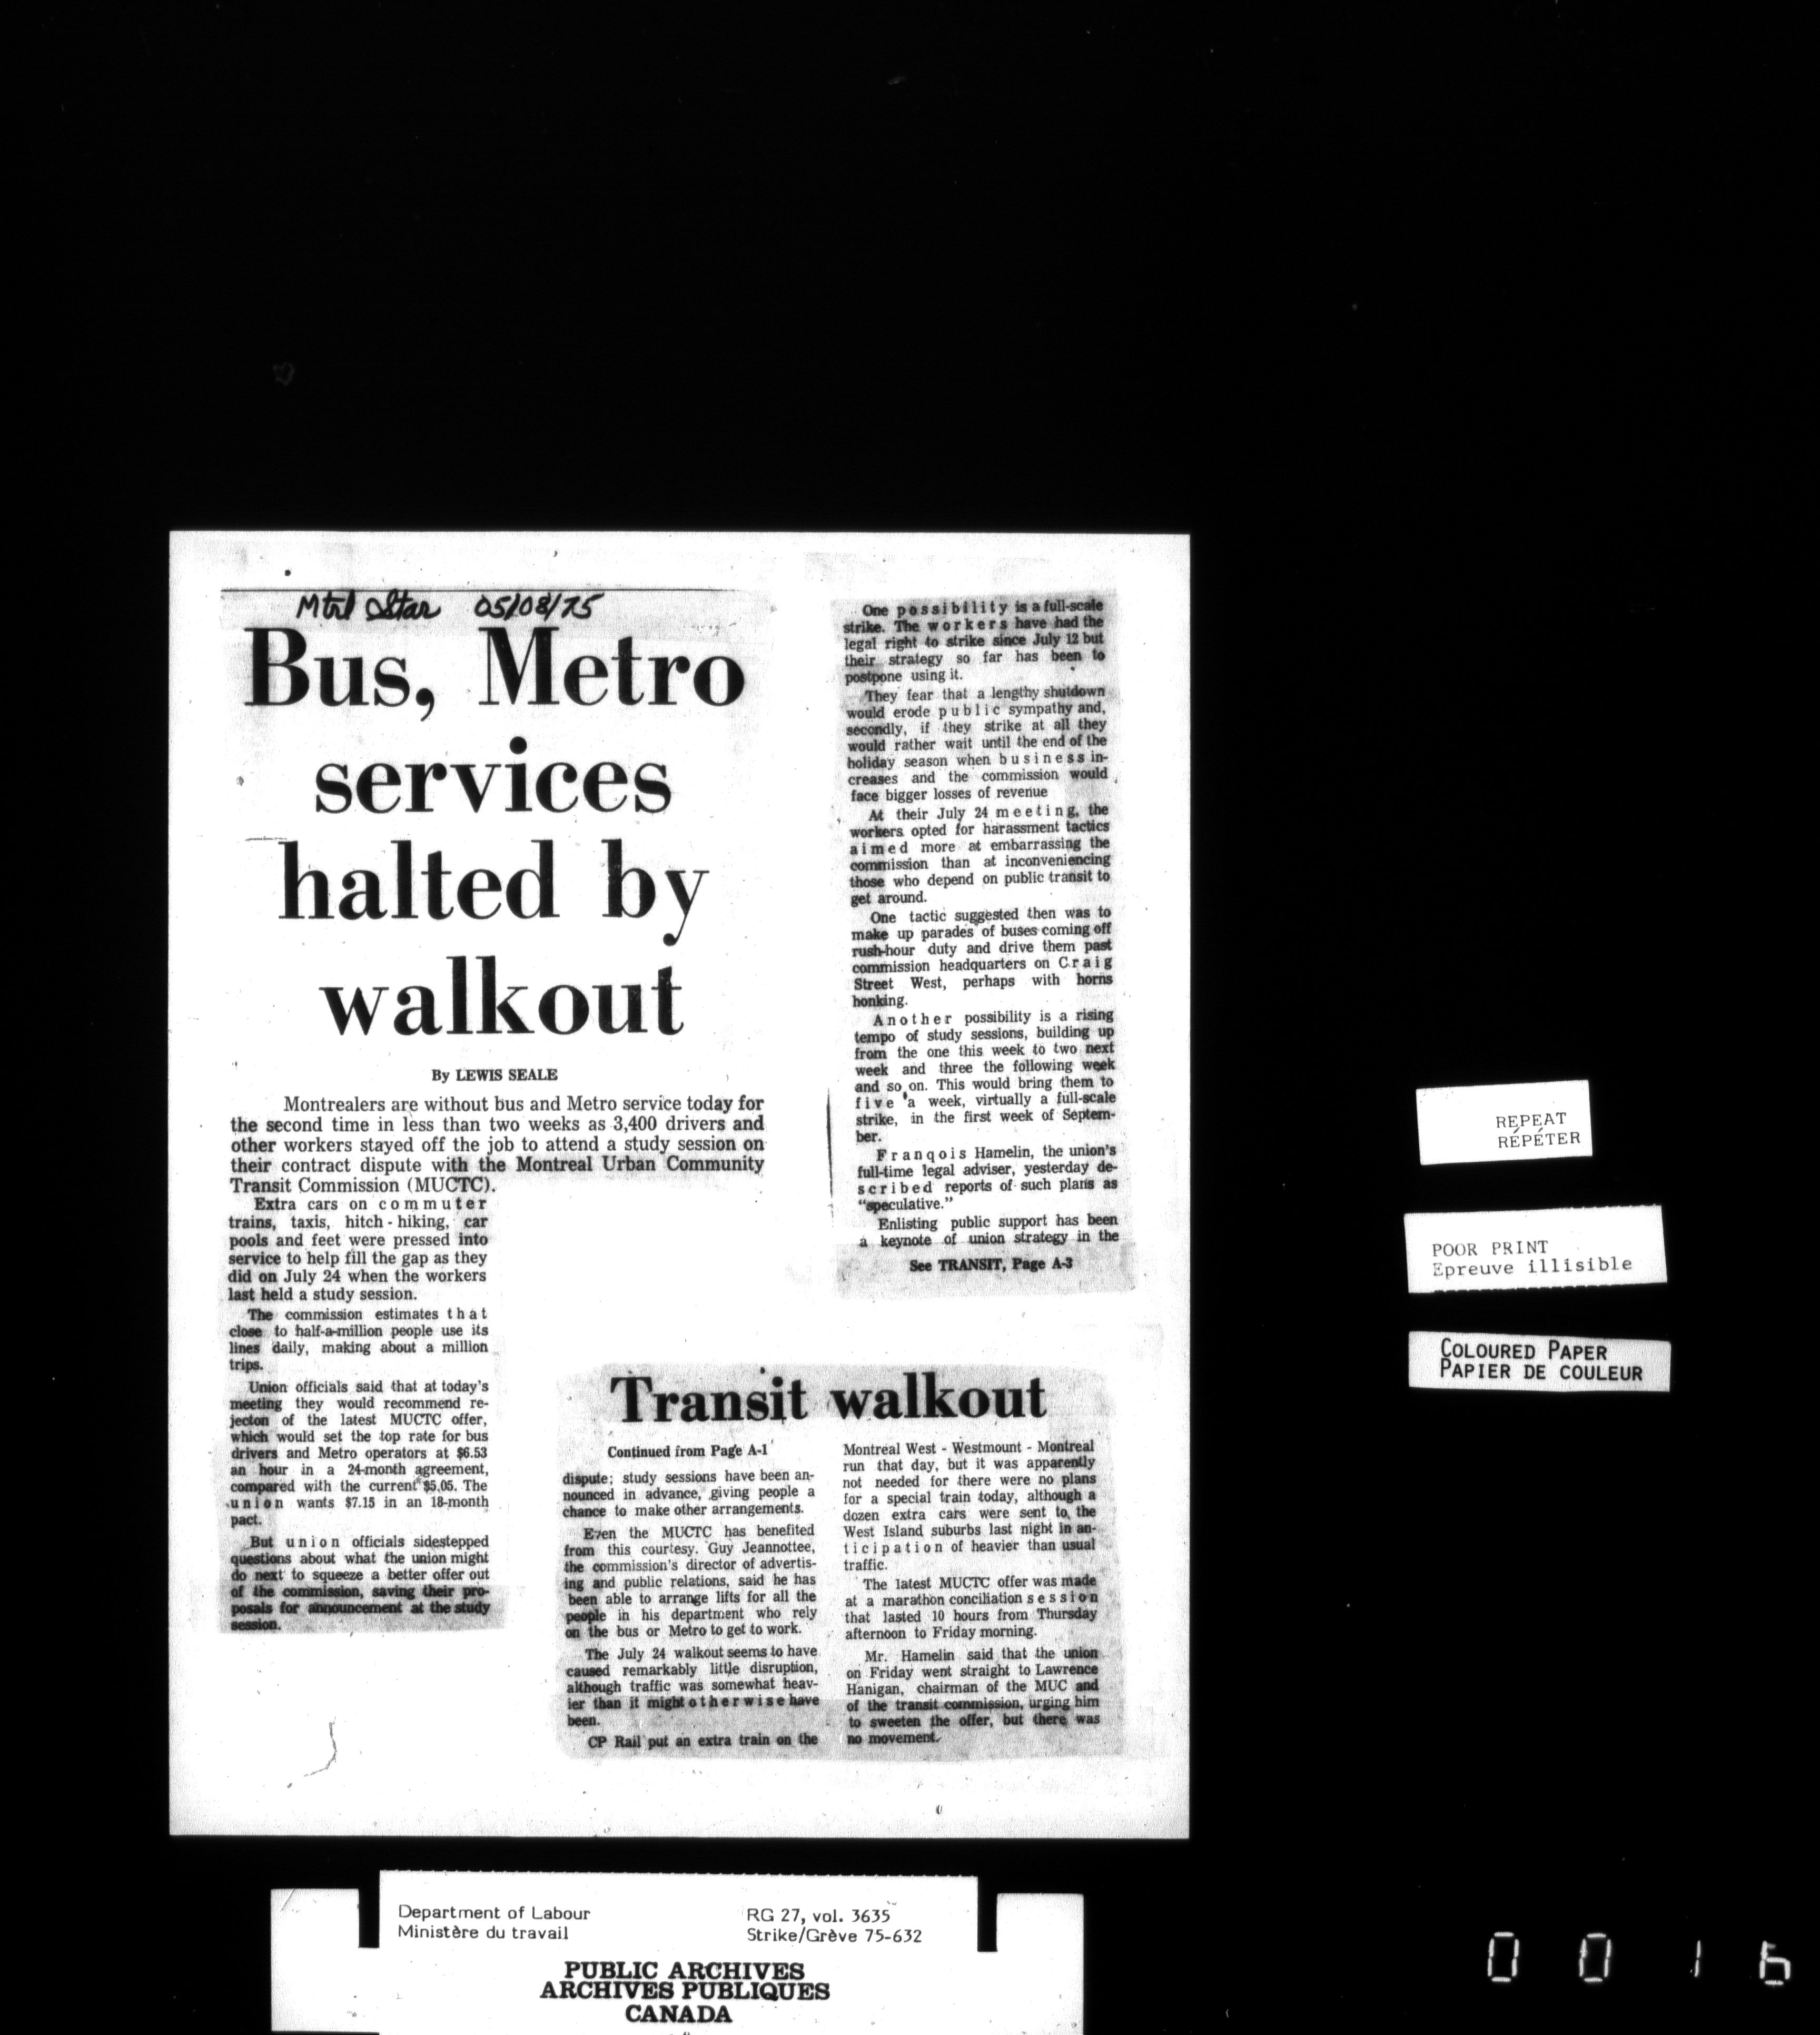 Mtrl Star 05/08/75
Bus, Metro
services
halted by
walkout
By LEWIS SEALE
Montrealers are without bus and Metro service today for
the second time in less than two weeks as 3,400 drivers and
other workers stayed off the job to attend a study session on
their contract dispute with the Montreal Urban Community
Transit Commission (MUCTC).
Extra cars on commuter
trains, taxis, hitch - hiking, car
pools and feet were pressed into
service to help fill the gap as they
did on July 24 when the workers
last held a study session.
The commission estimates that
close to half-a-million people use its
lines daily, making about a million
trips.
Union officials said that at today's
meeting they would recommend re-
jecton of the latest MUCTC offer,
which would set the top rate for bus
drivers and Metro operators at $6.53
an hour in a 24-month agreement,
compared with the current $5.05. The
union wants $7.15 in an 18-month
pact.
But union officials sidestepped
questions about what the union might
do next to squeeze a better offer out
of the commission, saving their pro-
posals for announcement at the study
session.
One possibility is a full-scale
strike. The workers have had the
legal right to strike since July 12 but
their strategy so far has been to
postpone using it.
They fear that a lengthy shutdown
would erode public sympathy and,
secondly, if they strike at all they
would rather wait until the end of the
holiday season when business in-
creases and the commission would
face bigger losses of revenue
At their July 24 meeting, the
workers opted for harassment tactics
aimed more at embarrassing the
commission than at inconveniencing
those who depend on public transit to
get around.
One tactic suggested then was to
make up parades of buses coming off
rush-hour duty and drive them past
commission headquarters on Craig
Street West, perhaps with horns
honking.
Another possibility is a rising
tempo of study sessions, building up
from the one this week to two next
week and three the following week
and so on. This would bring them to
five a week, virtually a full-scale
strike, in the first week of Septem-
ber.
Franqois Hamelin, the union's
full-time legal adviser, yesterday de-
scribed reports of such plans as
"speculative."
Enlisting public support has been
a keynote of union strategy in the
See TRANSIT, Page A-3
Transit walkout
Continued from Page A-1
dispute; study sessions have been an-
nounced in advance, giving people a
chance to make other arrangements.
Even the MUCTC has benefited
from this courtesy. Guy Jeannottee,
the commission's director of advertis-
ing and public relations, said he has
been able to arrange lifts for all the
people in his department who rely
on the bus or Metro to get to work.
The July 24 walkout seems to have
caused remarkably little disruption,
although traffic was somewhat heav-
ier than it might otherwise have
been.
CP Rail put an extra train on the
Montreal West - Westmount - Montreal
run that day, but it was apparently
not needed for there were no plans
for a special train today, although a
dozen extra cars were sent to the
West Island suburbs last night in an-
ticipation of heavier than usual
traffic.
The latest MUCTC offer was made
at a marathon conciliation session
that lasted 10 hours from Thursday
afternoon to Friday morning.
Mr. Hamelin said that the union
on Friday went straight to Lawrence
Hanigan, chairman of the MUC and
of the transit commission, urging him
to sweeten the offer, but there was
no movement.
REPEAT
RÉPÉTER
POOR PRINT
Epreuve illisible
COLOURED PAPER
PAPIER DE COULEUR
Department of Labour
Ministère du travail
RG 27, vol. 3635
Strike/Grève 75-632
PUBLIC ARCHIVES
ARCHIVES PUBLIQUES
CANADA
0 0 1 6